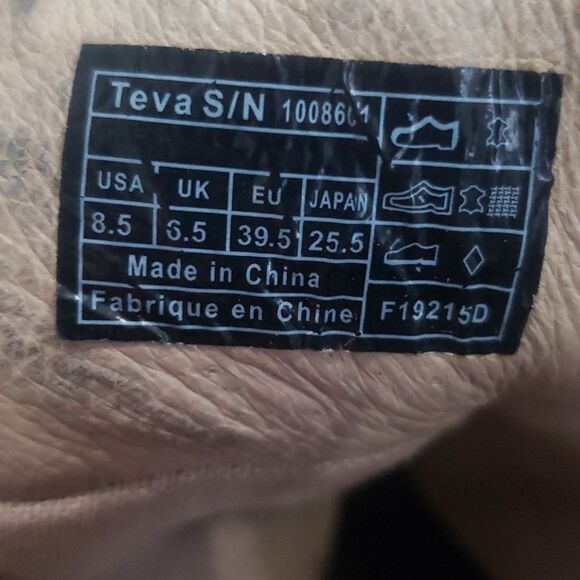 Teva S/N 1008601
USA UK EU JAPAN
8.5 6.5 39.5 25.5
Made in China
Fabrique en Chine
F19215D